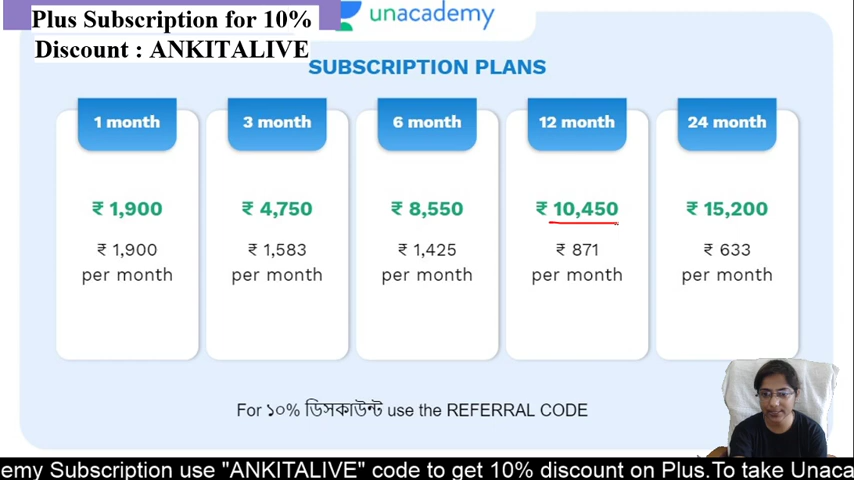 Plus Subscription for 10%
Discount : ANKITALIVE
unacademy
SUBSCRIPTION PLANS
1 month
₹ 1,900
₹ 1,900
per month
3 month
₹ 4,750
₹ 1,583
per month
6 month
₹ 8,550
₹ 1,425
per month
12 month
₹ 10,450
₹ 871
per month
24 month
₹ 15,200
₹ 633
per month
For ১০% ডিসকাউন্ট use the REFERRAL CODE
emy Subscription use "ANKITALIVE" code to get 10% discount on Plus.To take Unaca